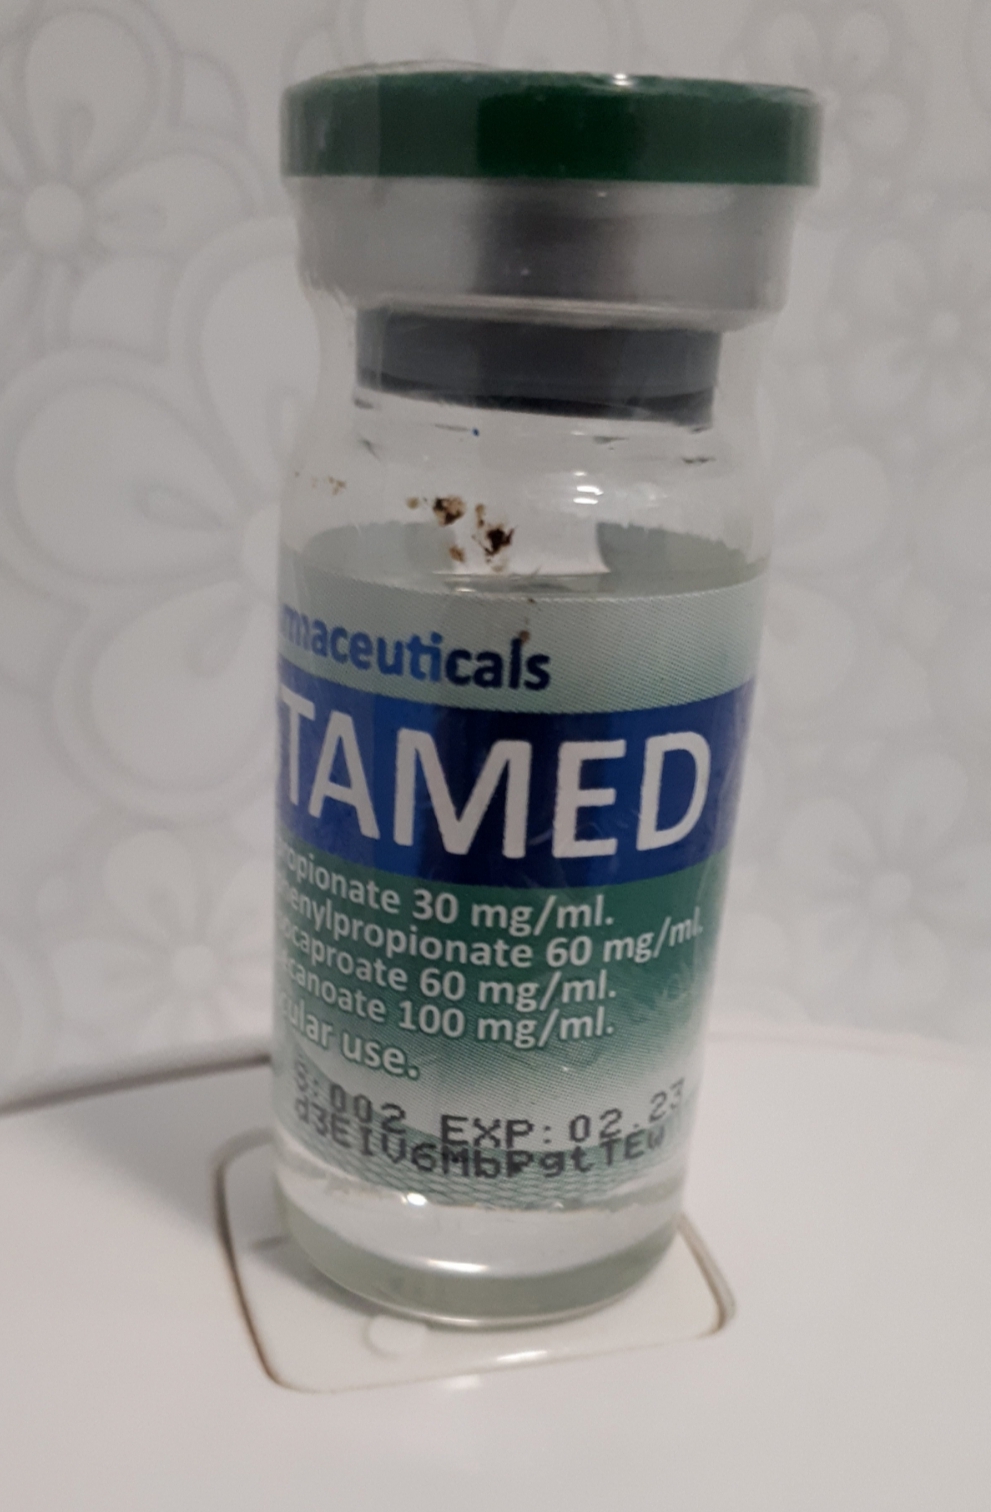 maceuticals
TAMED
propionate 30 mg/ml.
henylpropionate 60 mg/ml.
ocaproate 60 mg/ml.
canoate 100 mg/ml.
ular use.
S:002 EXP:02.23
d3EIV6MbPgtTEW